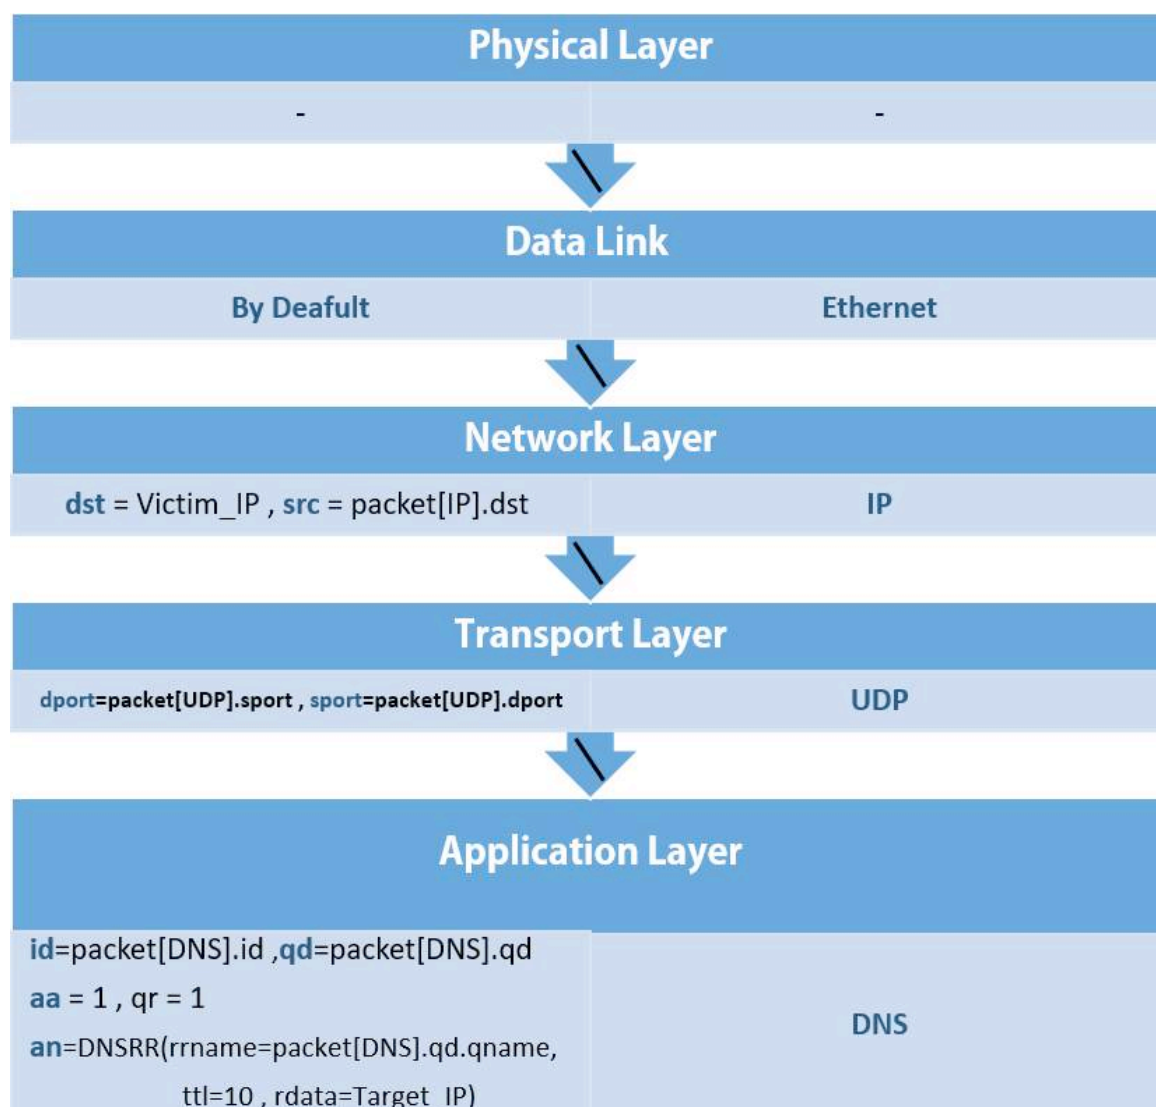 Physical Layer
- -
Data Link
By Deafult Ethernet
Network Layer
dst = Victim_IP , src = packet[IP].dst IP
Transport Layer
dport=packet[UDP].sport , sport=packet[UDP].dport UDP
Application Layer
id=packet[DNS].id ,qd=packet[DNS].qd
aa = 1 , qr = 1
an=DNSRR(rrname=packet[DNS].qd.qname,
ttl=10 , rdata=Target_IP)
DNS